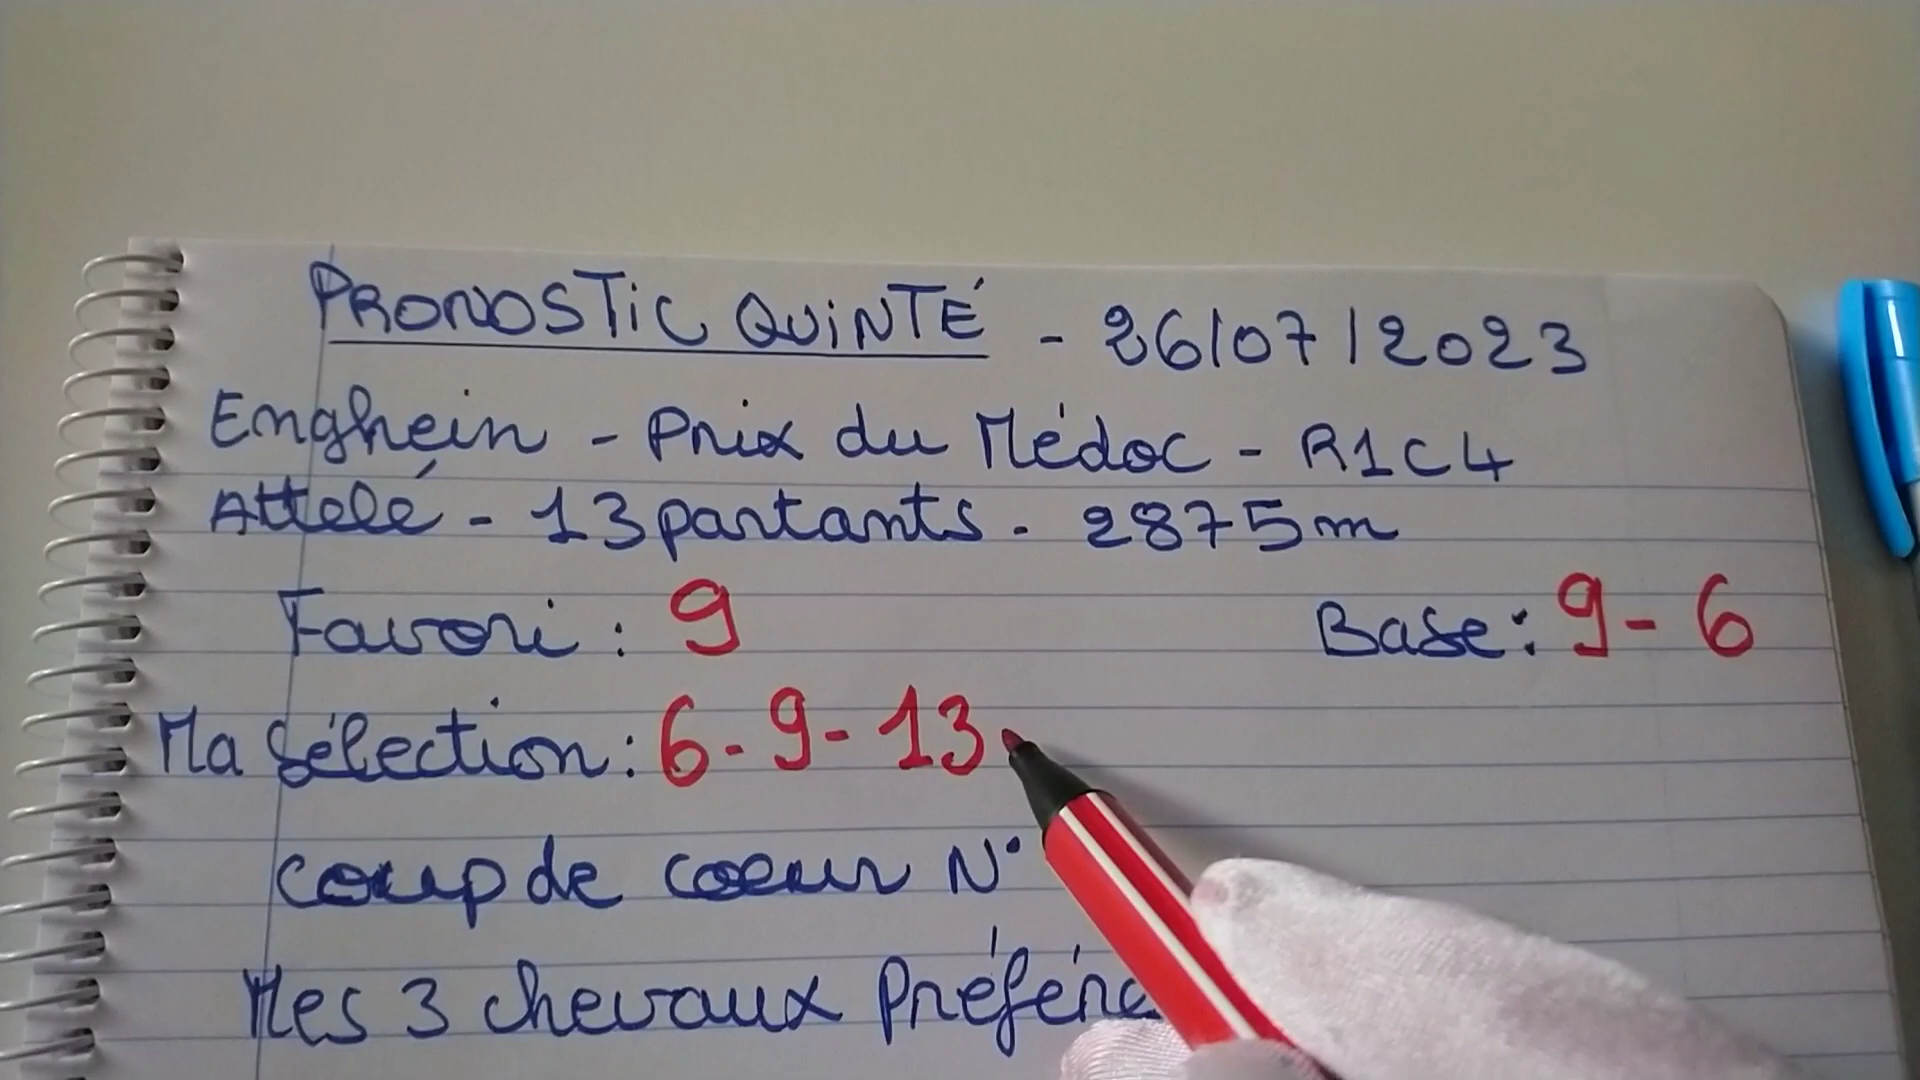 PRONOSTIC QUINTÉ - 26/07/2023
Enghein - Prix du Médoc - R1C4
Attelé - 13 partants - 2875m
Favori : 9 Base : 9 - 6
Ma Sélection : 6 - 9 - 13
coup de coeur N°
Mes 3 chevaux